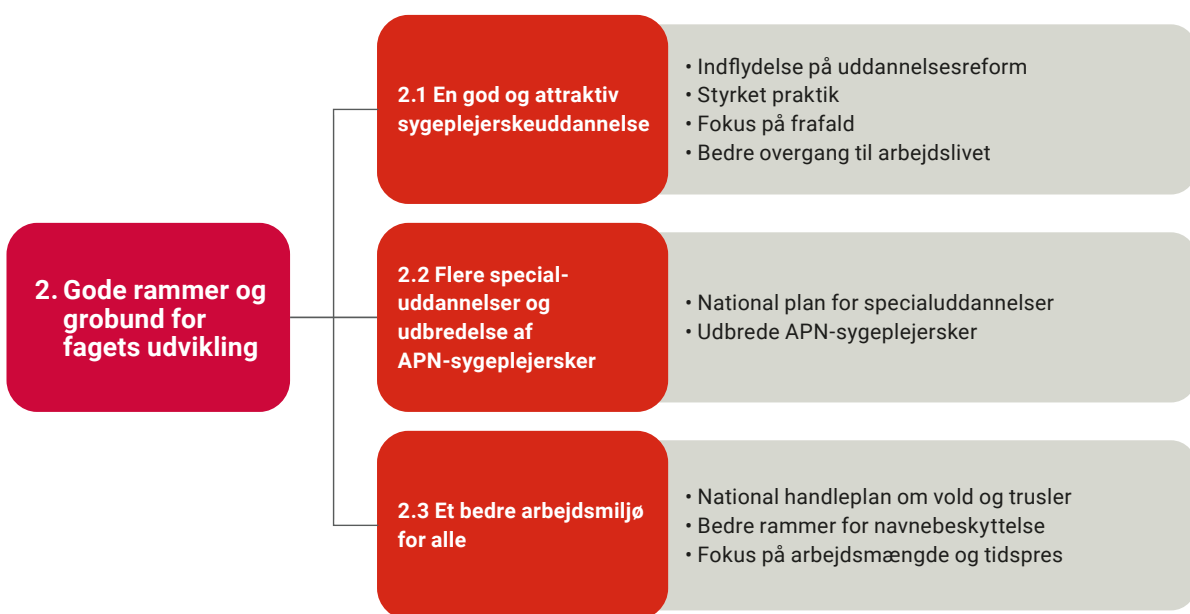 2. Gode rammer og
grobund for
fagets udvikling
2.1 En god og attraktiv
sygeplejerskeuddannelse
• Indflydelse på uddannelsesreform
• Styrket praktik
• Fokus på frafald
• Bedre overgang til arbejdslivet
2.2 Flere special-
uddannelser og
udbredelse af
APN-sygeplejersker
• National plan for specialuddannelser
• Udbrede APN-sygeplejersker
2.3 Et bedre arbejdsmiljø
for alle
• National handleplan om vold og trusler
• Bedre rammer for navnebeskyttelse
• Fokus på arbejdsmængde og tidspres